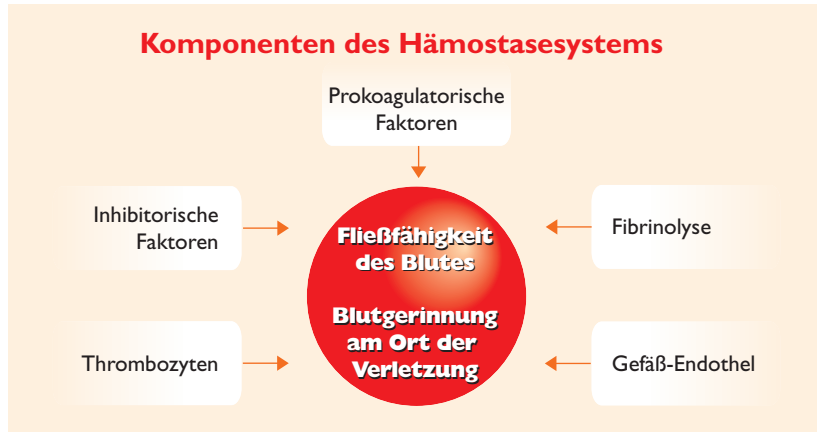 Komponenten des Hämostasesystems
Prokoagulatorische
Faktoren
Inhibitorische
Faktoren
Fließfähigkeit
des Blutes
Fibrinolyse
Blutgerinnung
am Ort der
Verletzung
Thrombozyten
Gefäß-Endothel